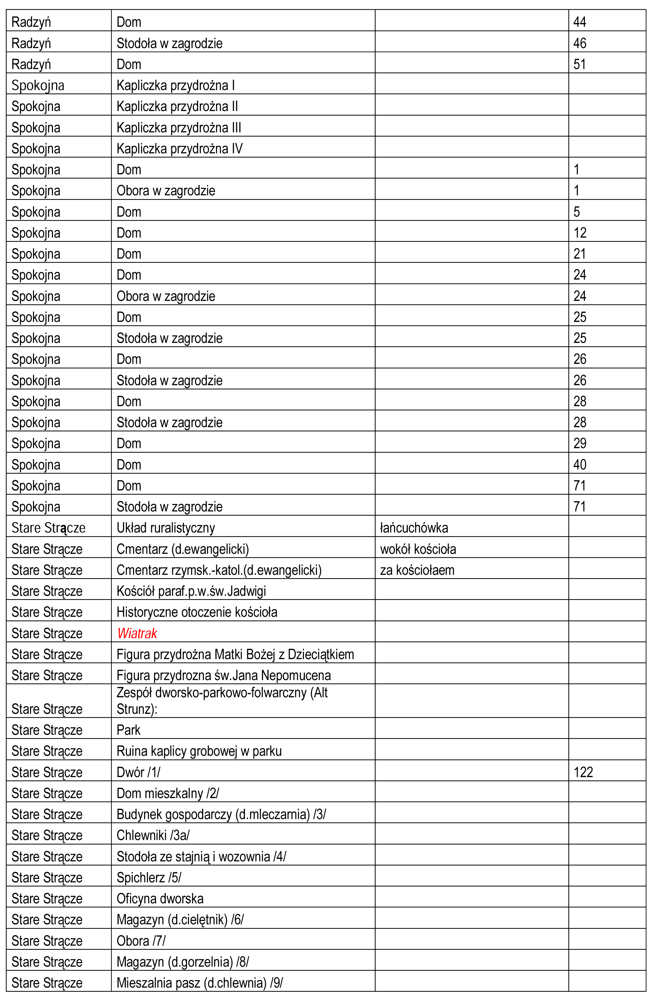 Radzyń Dom 44
Radzyń Stodoła w zagrodzie 46
Radzyń Dom 51
Spokojna Kapliczka przydrożna I
Spokojna Kapliczka przydrożna II
Spokojna Kapliczka przydrożna III
Spokojna Kapliczka przydrożna IV
Spokojna Dom 1
Spokojna Obora w zagrodzie 1
Spokojna Dom 5
Spokojna Dom 12
Spokojna Dom 21
Spokojna Dom 24
Spokojna Obora w zagrodzie 24
Spokojna Dom 25
Spokojna Stodoła w zagrodzie 25
Spokojna Dom 26
Spokojna Stodoła w zagrodzie 26
Spokojna Dom 28
Spokojna Stodoła w zagrodzie 28
Spokojna Dom 29
Spokojna Dom 40
Spokojna Dom 71
Spokojna Stodoła w zagrodzie 71
Stare Strącze Układ ruralistyczny łańcuchówka
Stare Strącze Cmentarz (d.ewangelicki) wokół kościoła
Stare Strącze Cmentarz rzymsk.-katol.(d.ewangelicki) za kościołaem
Stare Strącze Kościół paraf.p.w.św.Jadwigi
Stare Strącze Historyczne otoczenie kościoła
Stare Strącze Wiatrak
Stare Strącze Figura przydrożna Matki Bożej z Dzieciątkiem
Stare Strącze Figura przydrozna św.Jana Nepomucena
Zespół dworsko-parkowo-folwarczny (Alt
Stare Strącze Strunz):
Stare Strącze Park
Stare Strącze Ruina kaplicy grobowej w parku
Stare Strącze Dwór /1/ 122
Stare Strącze Dom mieszkalny /2/
Stare Strącze Budynek gospodarczy (d.mleczarnia) /3/
Stare Strącze Chlewniki /3a/
Stare Strącze Stodoła ze stajnią i wozownia /4/
Stare Strącze Spichlerz /5/
Stare Strącze Oficyna dworska
Stare Strącze Magazyn (d.cielętnik) /6/
Stare Strącze Obora /7/
Stare Strącze Magazyn (d.gorzelnia) /8/
Stare Strącze Mieszalnia pasz (d.chlewnia) /9/